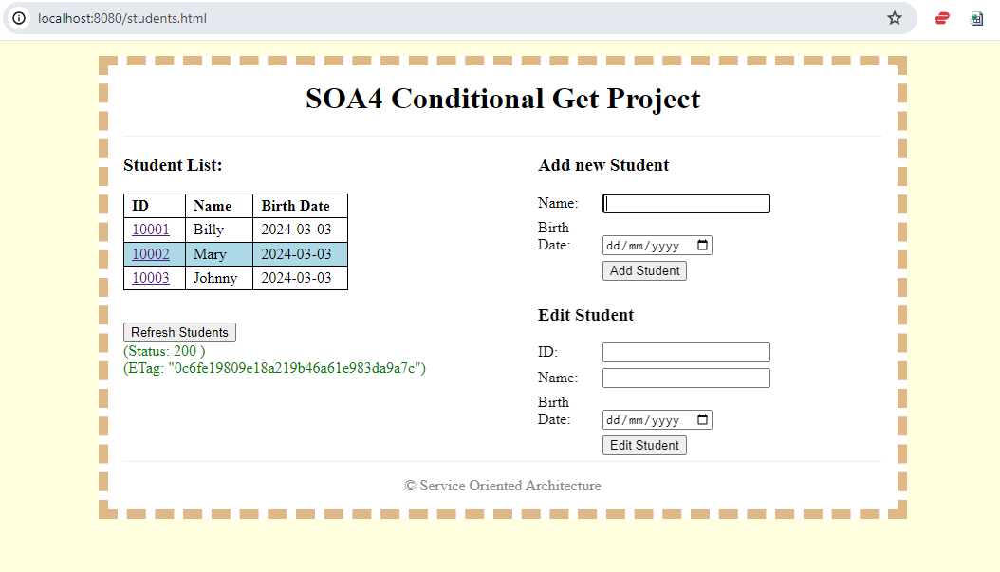 localhost:8080/students.html
SOA4 Conditional Get Project
Student List:
ID Name Birth Date
10001 Billy 2024-03-03
10002 Mary 2024-03-03
10003 Johnny 2024-03-03
Refresh Students
(Status: 200 )
(ETag: "0c6fe19809e18a219b46a61e983da9a7c")
Add new Student
Name:
Birth
Date: dd/mm/yyyy
Add Student
Edit Student
ID:
Name:
Birth
Date: dd/mm/yyyy
Edit Student
© Service Oriented Architecture